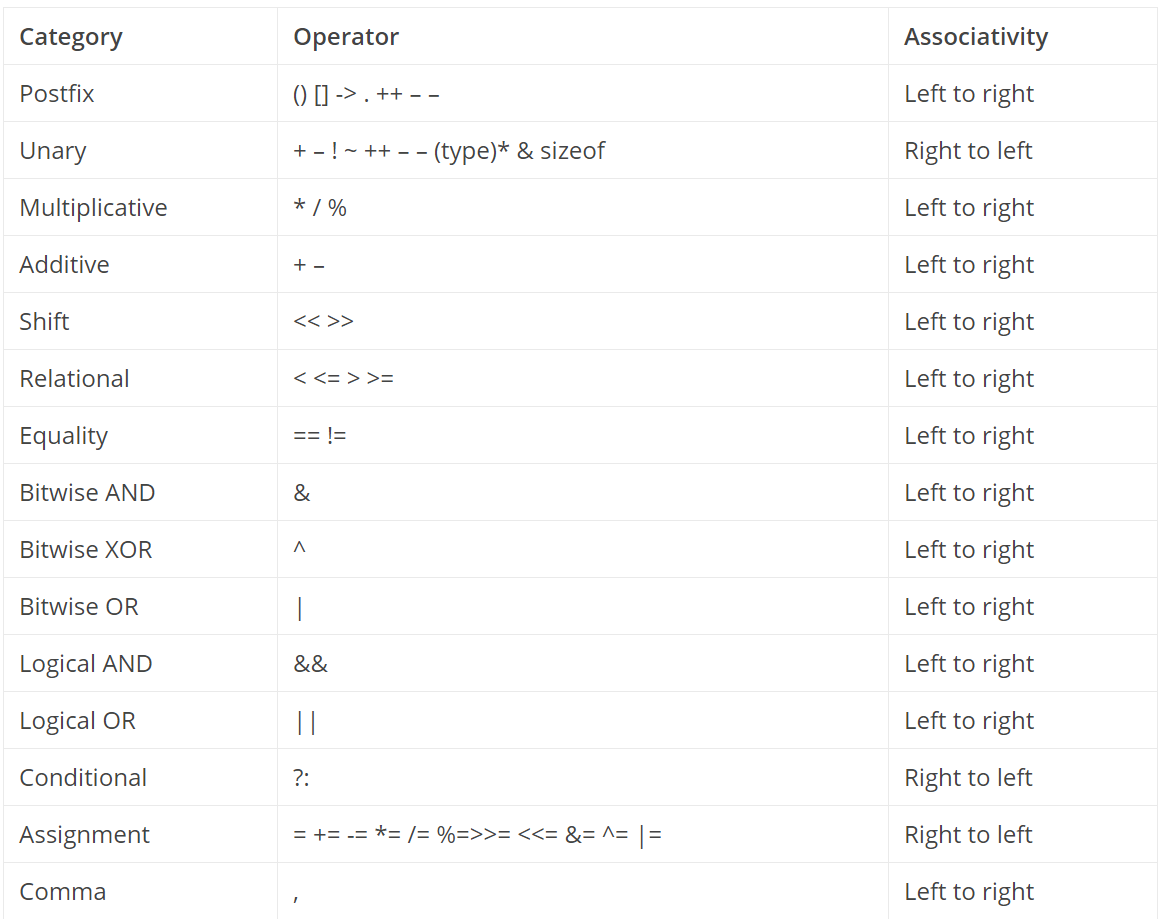 Category Operator Associativity
Postfix () [] -> . ++ – – Left to right
Unary + – ! ~ ++ – – (type)* & sizeof Right to left
Multiplicative * / % Left to right
Additive + – Left to right
Shift << >> Left to right
Relational < <= > >= Left to right
Equality == != Left to right
Bitwise AND & Left to right
Bitwise XOR ^ Left to right
Bitwise OR | Left to right
Logical AND && Left to right
Logical OR || Left to right
Conditional ?: Right to left
Assignment = += -= *= /= %=>>= <<= &= ^= |= Right to left
Comma , Left to right